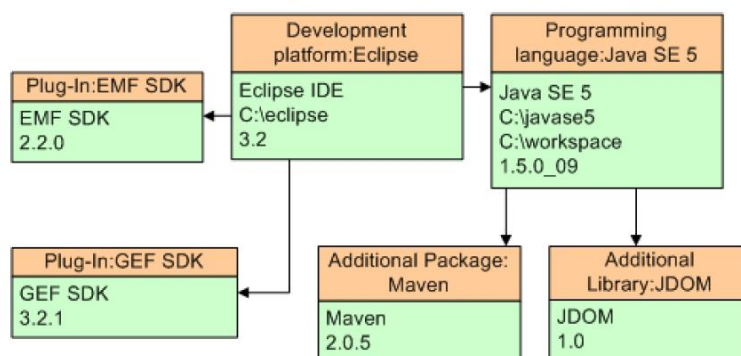 Development
platform:Eclipse
Eclipse IDE
C:\eclipse
3.2
Programming
language:Java SE 5
Java SE 5
C:\javase5
C:\workspace
1.5.0_09
Plug-In:EMF SDK
EMF SDK
2.2.0
Plug-In:GEF SDK
GEF SDK
3.2.1
Additional Package:
Maven
Maven
2.0.5
Additional
Library:JDOM
JDOM
1.0